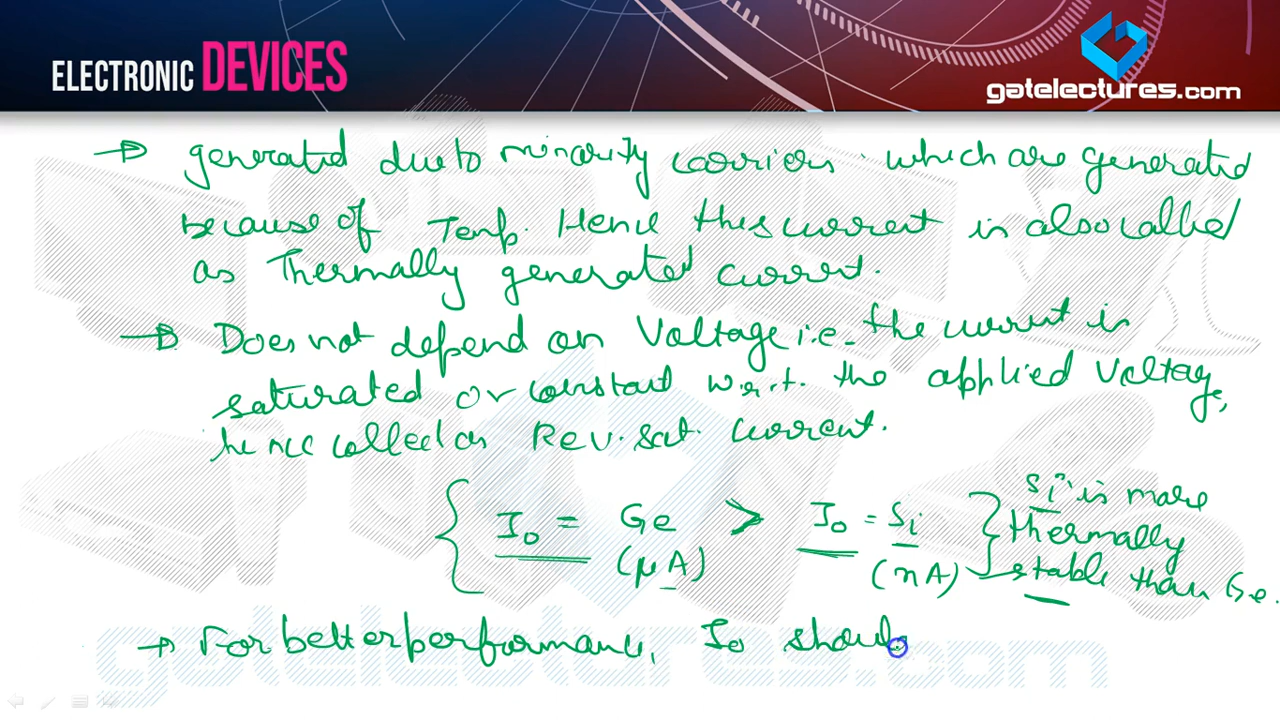 ELECTRONIC DEVICES
gatelectures.com
→ generated due to minority carriers. which are generated
because of Temp. Hence this current is also called
as Thermally generated current.
→ Does not depend on Voltage i.e. the current is
saturated or constant w.r.t. the applied Voltage,
hence called as Rev. sat. current.
{ I₀ = Ge > I₀ = Si } "Si" is more
(μA) (nA) thermally
stable than Ge.
→ For better performance, I₀ shoul
gatelectures.com